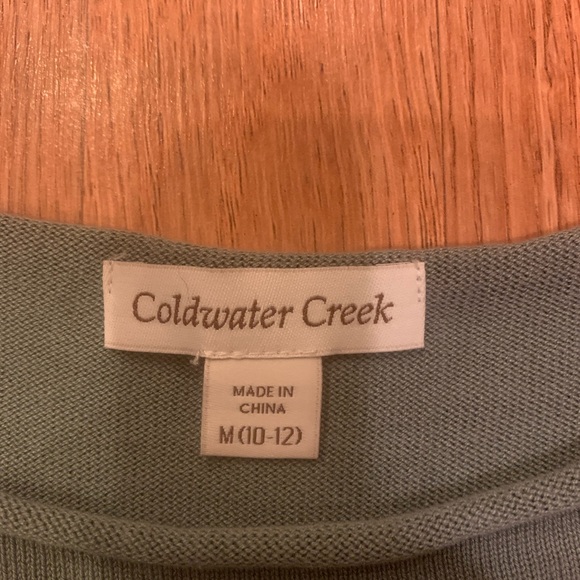 Coldwater Creek
MADE IN
CHINA
M (10-12)